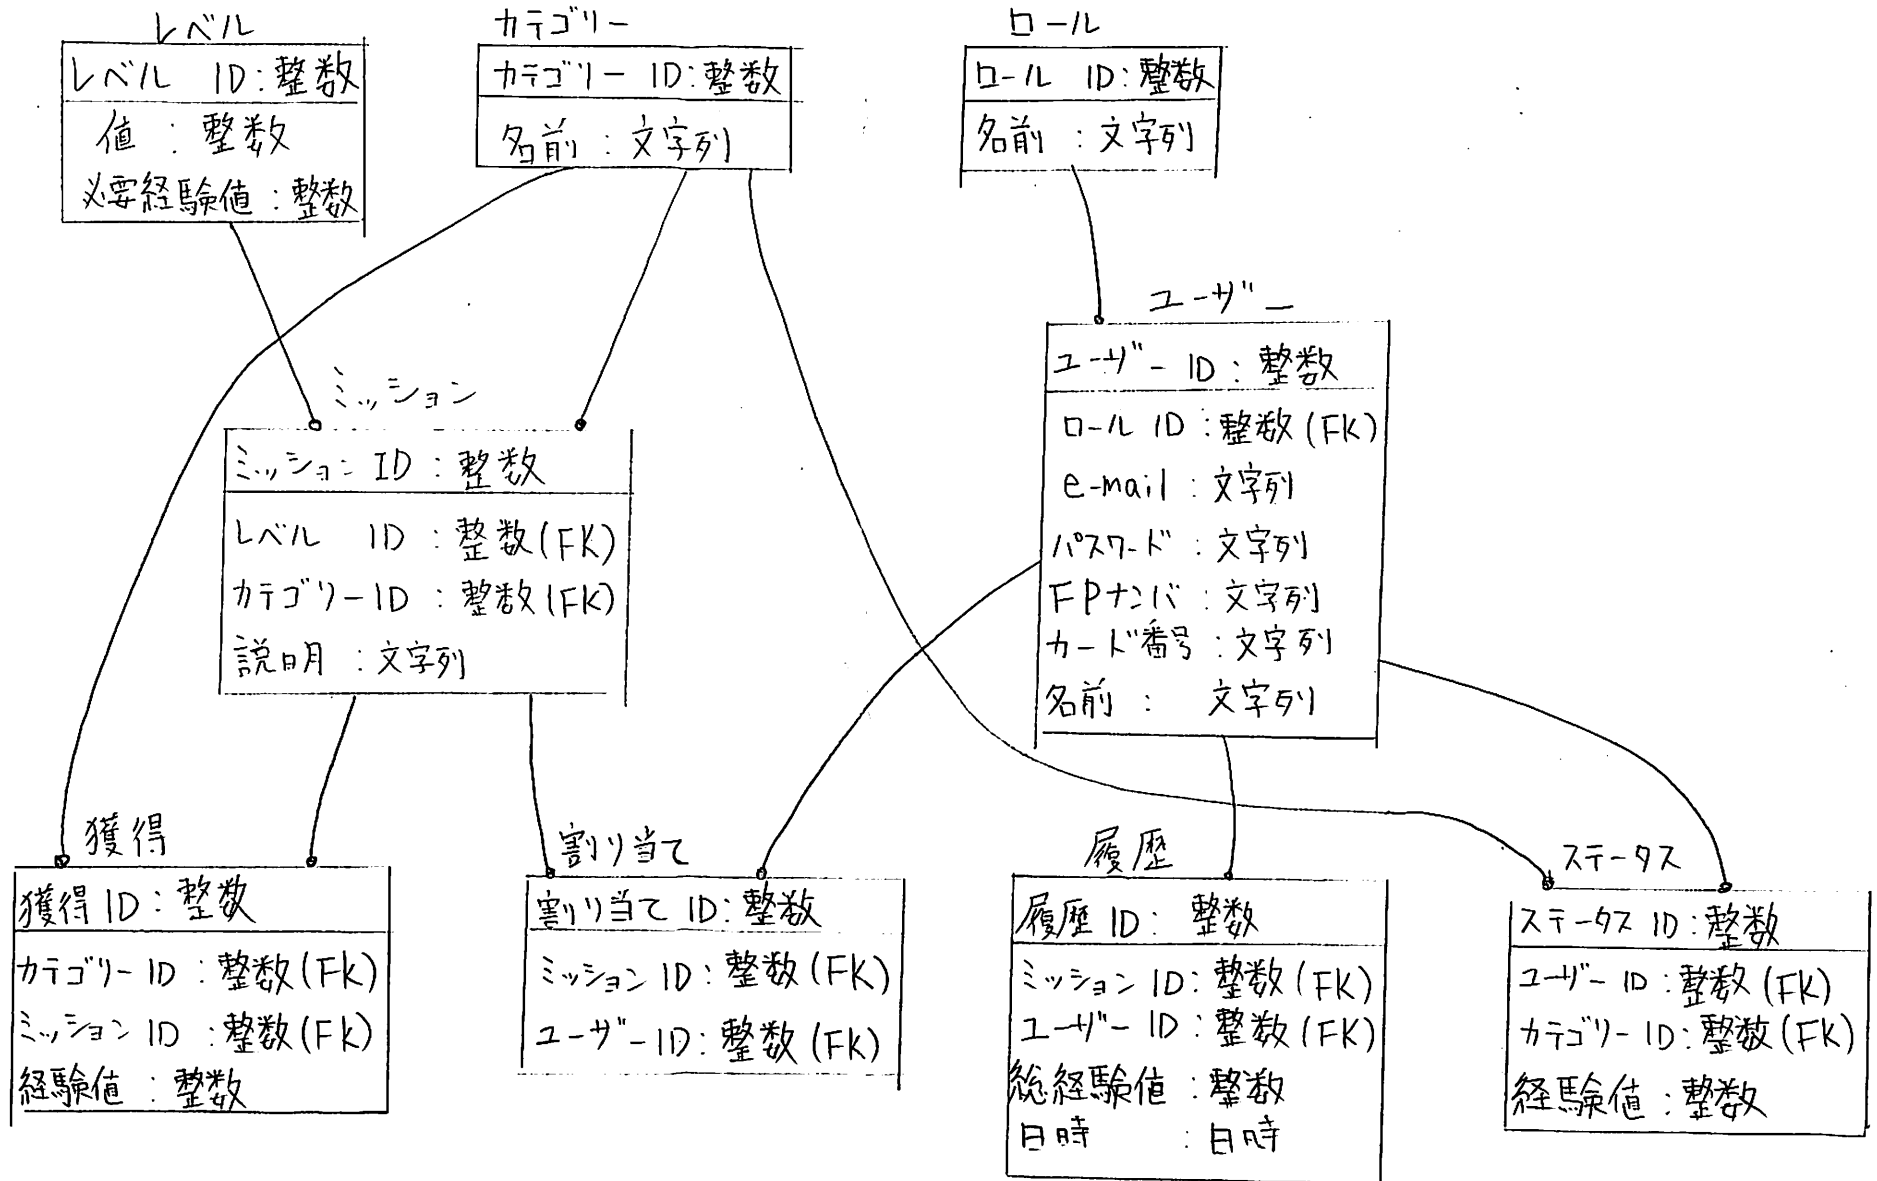 レベル
レベル ID:整数
値:整数
必要経験値:整数
カテゴリー
カテゴリー ID:整数
名前:文字列
ロール
ロール ID:整数
名前:文字列
ユーザー
ユーザー ID:整数
ロール ID:整数(FK)
e-mail:文字列
パスワード:文字列
FPナンバ:文字列
カード番号:文字列
名前: 文字列
ミッション
ミッション ID:整数
レベル ID:整数(FK)
カテゴリーID:整数(FK)
説明:文字列
獲得
獲得 ID:整数
カテゴリー ID:整数(FK)
ミッション ID:整数(FK)
経験値:整数
割り当て
割り当て ID:整数
ミッション ID:整数(FK)
ユーザー ID:整数(FK)
履歴
履歴 ID: 整数
ミッション ID:整数(FK)
ユーザー ID:整数(FK)
総経験値:整数
日時 :日時
ステータス
ステータス ID:整数
ユーザー ID:整数(FK)
カテゴリー ID:整数(FK)
経験値:整数